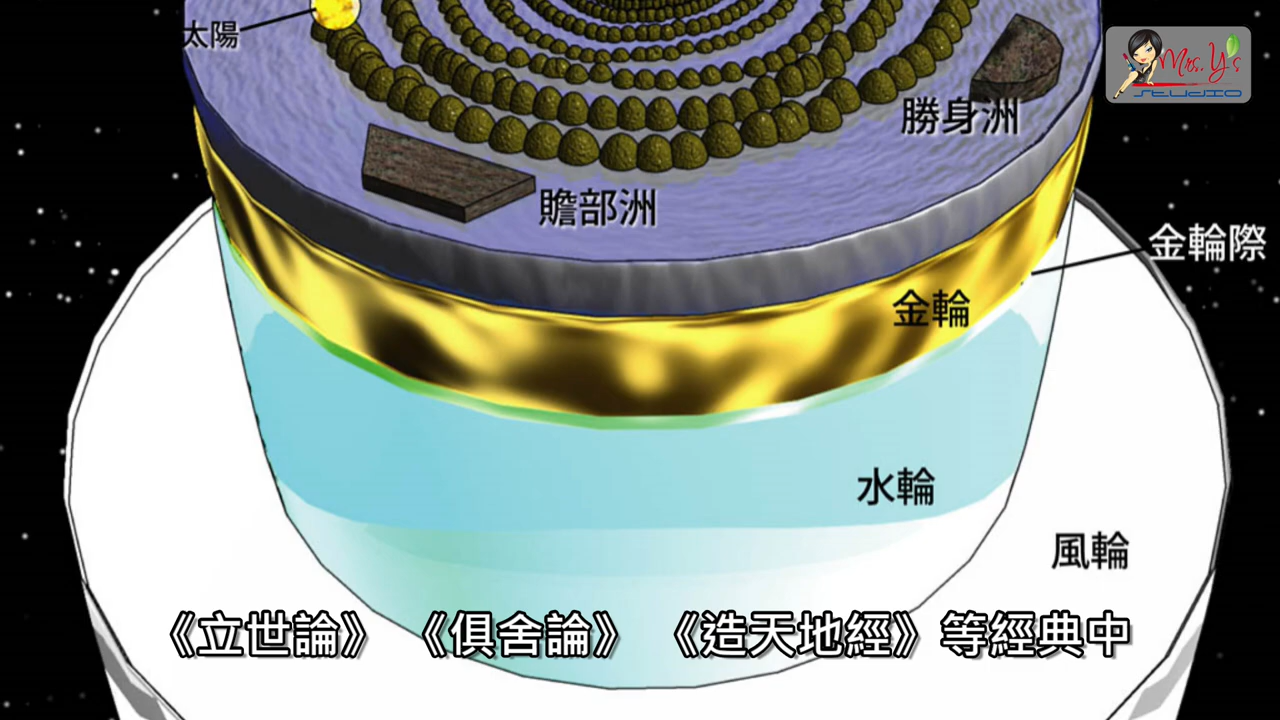 太陽
Mrs. Y's
STUDIO
勝身洲
贍部洲
金輪際
金輪
水輪
風輪
《立世論》 《俱舍論》 《造天地經》等經典中